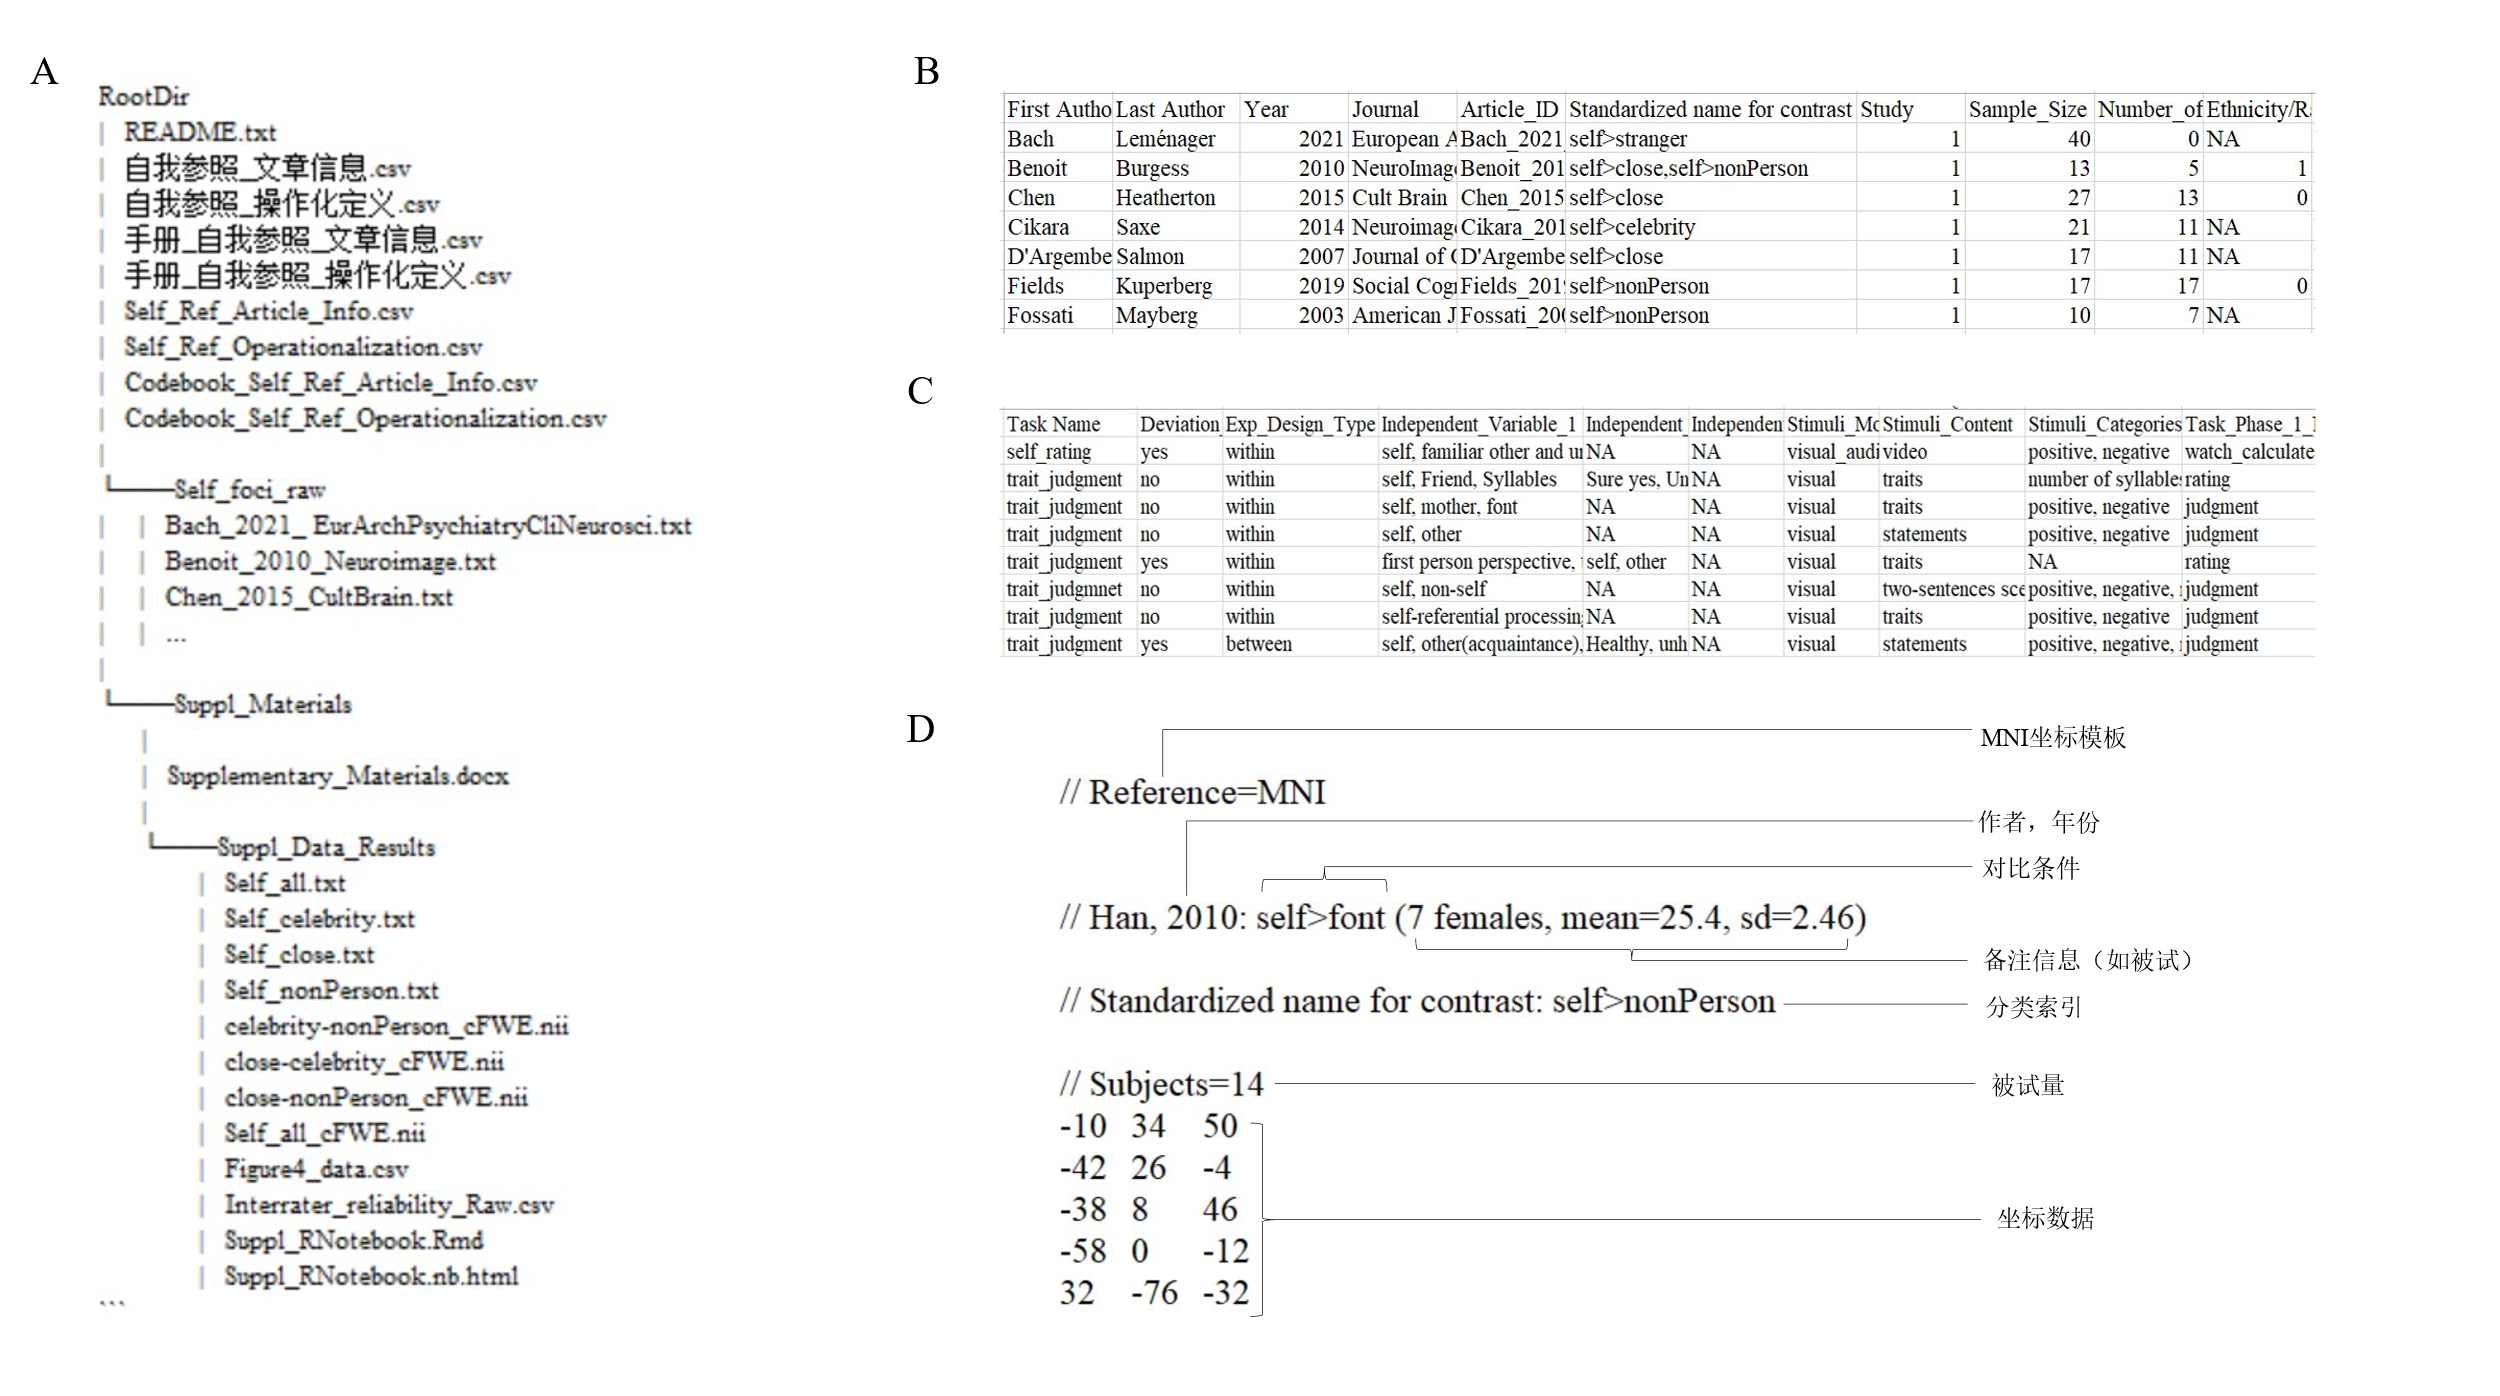 A
RootDir
README.txt
自我参照_文章信息.csv
自我参照_操作化定义.csv
手册_自我参照_文章信息.csv
手册_自我参照_操作化定义.csv
Self_Ref_Article_Info.csv
Self_Ref_Operationalization.csv
Codebook_Self_Ref_Article_Info.csv
Codebook_Self_Ref_Operationalization.csv
Self_foci_raw
Bach_2021_ EurArchPsychiatryCliNeurosci.txt
Benoit_2010_Neuroimage.txt
Chen_2015_CultBrain.txt
...
Suppl_Materials
Supplementary_Materials.docx
Suppl_Data_Results
Self_all.txt
Self_celebrity.txt
Self_close.txt
Self_nonPerson.txt
celebrity-nonPerson_cFWE.nii
close-celebrity_cFWE.nii
close-nonPerson_cFWE.nii
Self_all_cFWE.nii
Figure4_data.csv
Interrater_reliability_Raw.csv
Suppl_RNotebook.Rmd
Suppl_RNotebook.nb.html
```
B
First Autho Last Author Year Journal Article_ID Standardized name for contrast Study Sample_Size Number_of Ethnicity/R
Bach Leménager 2021 European A Bach_2021 self>stranger 1 40 0 NA
Benoit Burgess 2010 NeuroImag Benoit_201 self>close,self>nonPerson 1 13 5 1
Chen Heatherton 2015 Cult Brain Chen_2015 self>close 1 27 13 0
Cikara Saxe 2014 Neuroimag Cikara_201 self>celebrity 1 21 11 NA
D'Argembe Salmon 2007 Journal of D'Argembe self>close 1 17 11 NA
Fields Kuperberg 2019 Social Cog Fields_201 self>nonPerson 1 17 17 0
Fossati Mayberg 2003 American J Fossati_20 self>nonPerson 1 10 7 NA
C
Task Name Deviation Exp_Design_Type Independent_Variable_1 Independent_ Independen Stimuli_Mo Stimuli_Content Stimuli_Categories Task_Phase_1_
self_rating yes within self, familiar other and u NA NA visual_audi video positive, negative watch_calculate
trait_judgment no within self, Friend, Syllables Sure yes, Un NA visual traits number of syllable rating
trait_judgment no within self, mother, font NA NA visual traits positive, negative judgment
trait_judgment no within self, other NA NA visual statements positive, negative judgment
trait_judgment yes within first person perspective, self, other NA visual traits NA rating
trait_judgmnet no within self, non-self NA NA visual two-sentences sce positive, negative, judgment
trait_judgment no within self-referential processin NA NA visual traits positive, negative judgment
trait_judgment yes between self, other(acquaintance), Healthy, unh NA visual statements positive, negative, judgment
D
MNI坐标模板
// Reference=MNI
作者，年份
对比条件
// Han, 2010: self>font (7 females, mean=25.4, sd=2.46)
备注信息（如被试）
// Standardized name for contrast: self>nonPerson
分类索引
// Subjects=14
被试量
-10 34 50
-42 26 -4
-38 8 46
坐标数据
-58 0 -12
32 -76 -32